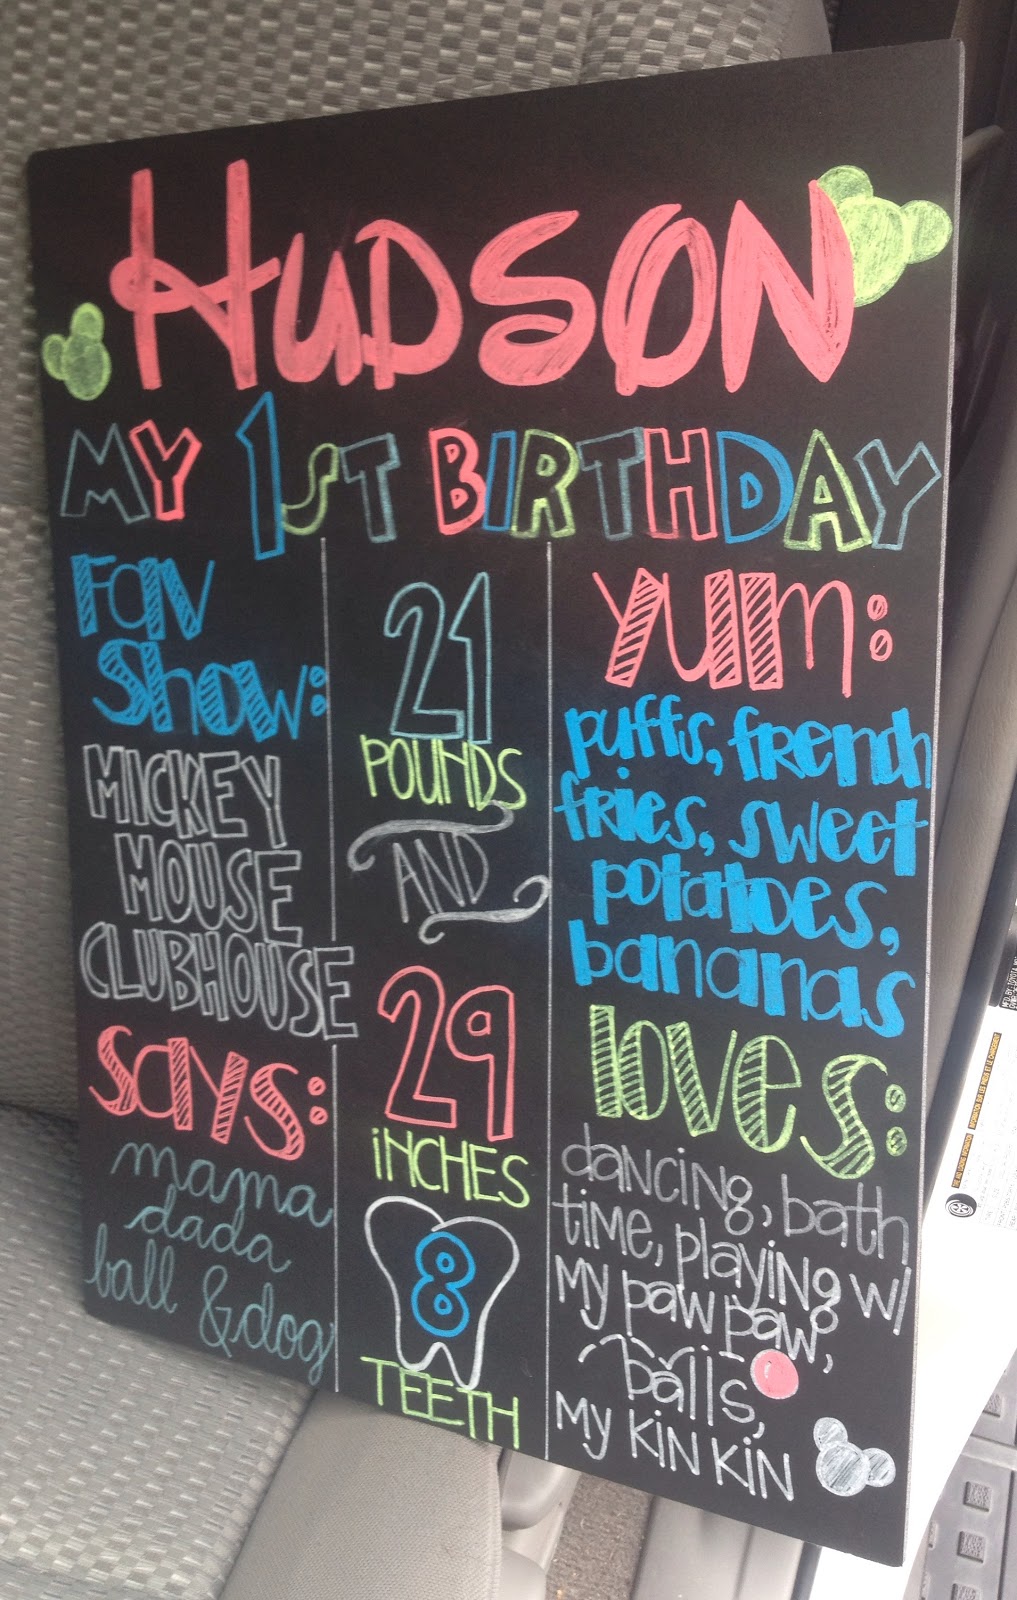 HUDSON
MY 1ST BIRTHDAY
FAV
Show:
MICKEY
MOUSE
CLUBHOUSE
SAYS:
mama
dada
ball & dog
21
POUNDS
AND
29
iNCHES
8
TEETH
YUM:
puffs, french
fries, sweet
potatoes,
bananas
loves:
dancing, bath
time, playing w/
my paw paw,
balls,
my kin kin